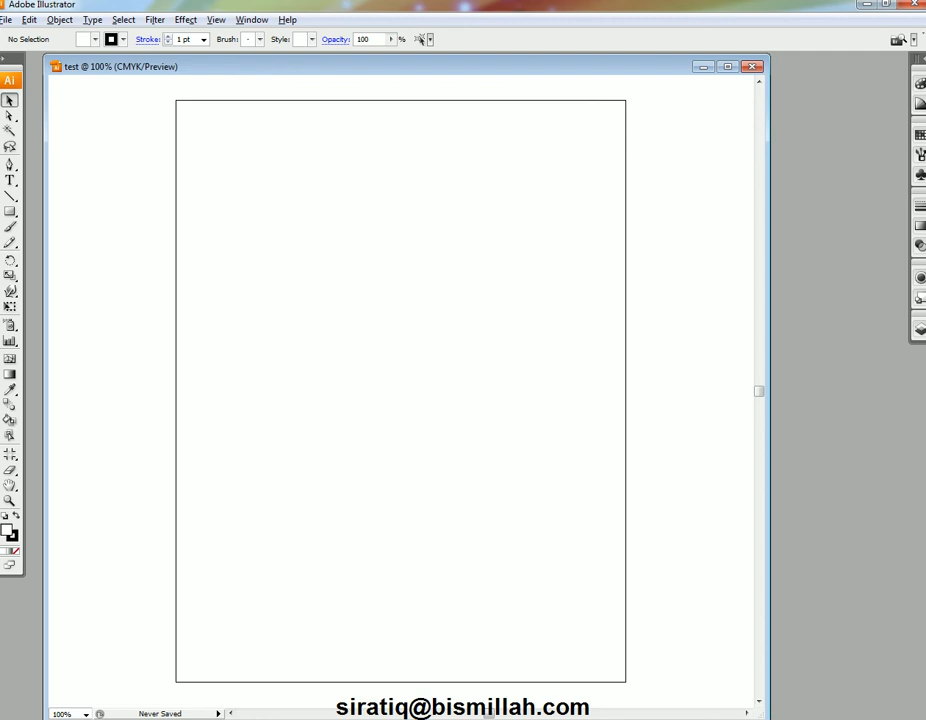 Adobe Illustrator
File Edit Object Type Select Filter Effect View Window Help
No Selection Stroke: 1 pt Brush: Style: Opacity: 100 %
test @ 100% (CMYK/Preview)
Ai
T
100% Never Saved
siratiq@bismillah.com